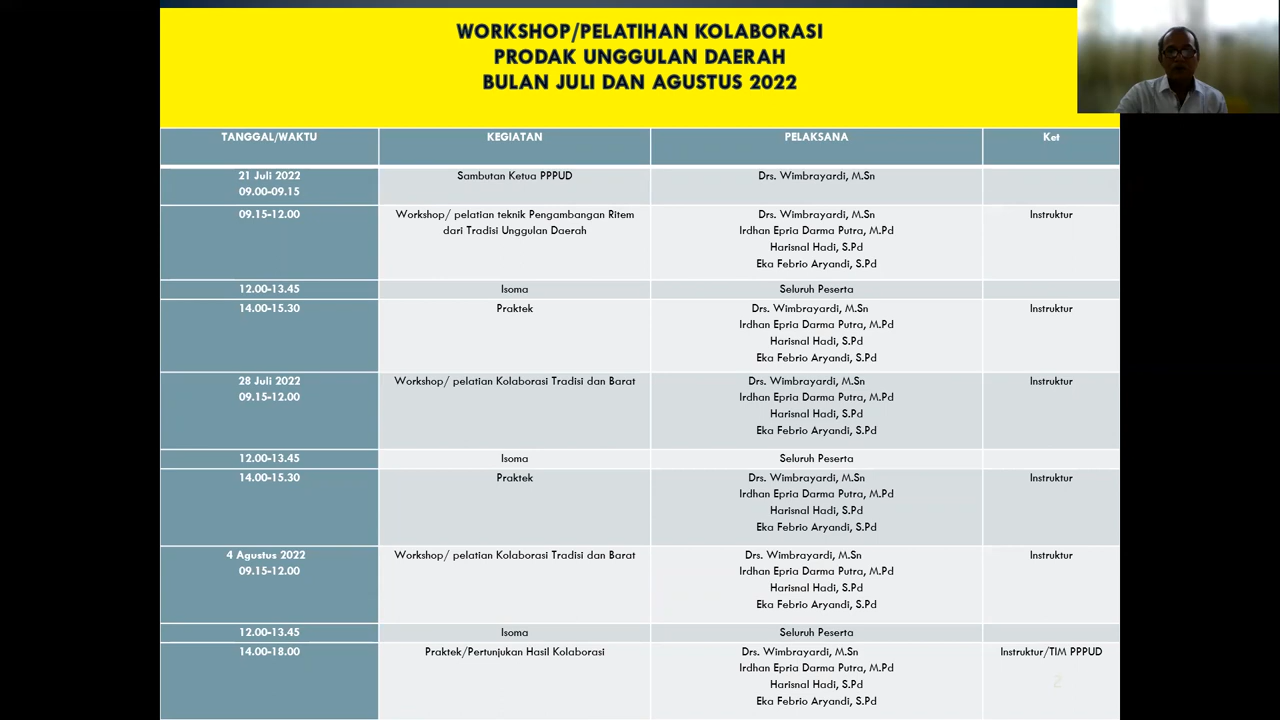 WORKSHOP/PELATIHAN KOLABORASI
PRODAK UNGGULAN DAERAH
BULAN JULI DAN AGUSTUS 2022
TANGGAL/WAKTU KEGIATAN PELAKSANA Ket
21 Juli 2022 Sambutan Ketua PPPUD Drs. Wimbrayardi, M.Sn
09.00-09.15
09.15-12.00 Workshop/ pelatian teknik Pengambangan Ritem Drs. Wimbrayardi, M.Sn Instruktur
dari Tradisi Unggulan Daerah Irdhan Epria Darma Putra, M.Pd
Harisnal Hadi, S.Pd
Eka Febrio Aryandi, S.Pd
12.00-13.45 Isoma Seluruh Peserta
14.00-15.30 Praktek Drs. Wimbrayardi, M.Sn Instruktur
Irdhan Epria Darma Putra, M.Pd
Harisnal Hadi, S.Pd
Eka Febrio Aryandi, S.Pd
28 Juli 2022 Workshop/ pelatian Kolaborasi Tradisi dan Barat Drs. Wimbrayardi, M.Sn Instruktur
09.15-12.00 Irdhan Epria Darma Putra, M.Pd
Harisnal Hadi, S.Pd
Eka Febrio Aryandi, S.Pd
12.00-13.45 Isoma Seluruh Peserta
14.00-15.30 Praktek Drs. Wimbrayardi, M.Sn Instruktur
Irdhan Epria Darma Putra, M.Pd
Harisnal Hadi, S.Pd
Eka Febrio Aryandi, S.Pd
4 Agustus 2022 Workshop/ pelatian Kolaborasi Tradisi dan Barat Drs. Wimbrayardi, M.Sn Instruktur
09.15-12.00 Irdhan Epria Darma Putra, M.Pd
Harisnal Hadi, S.Pd
Eka Febrio Aryandi, S.Pd
12.00-13.45 Isoma Seluruh Peserta
14.00-18.00 Praktek/Pertunjukan Hasil Kolaborasi Drs. Wimbrayardi, M.Sn Instruktur/TIM PPPUD
Irdhan Epria Darma Putra, M.Pd
Harisnal Hadi, S.Pd 2
Eka Febrio Aryandi, S.Pd